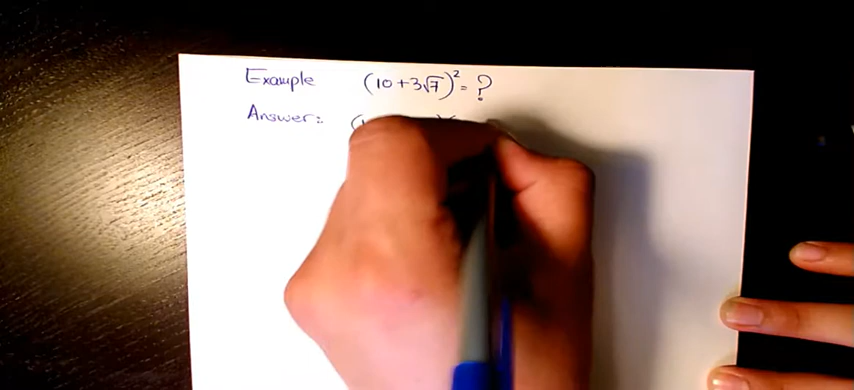 Example (10+3√7)² = ?
Answer: